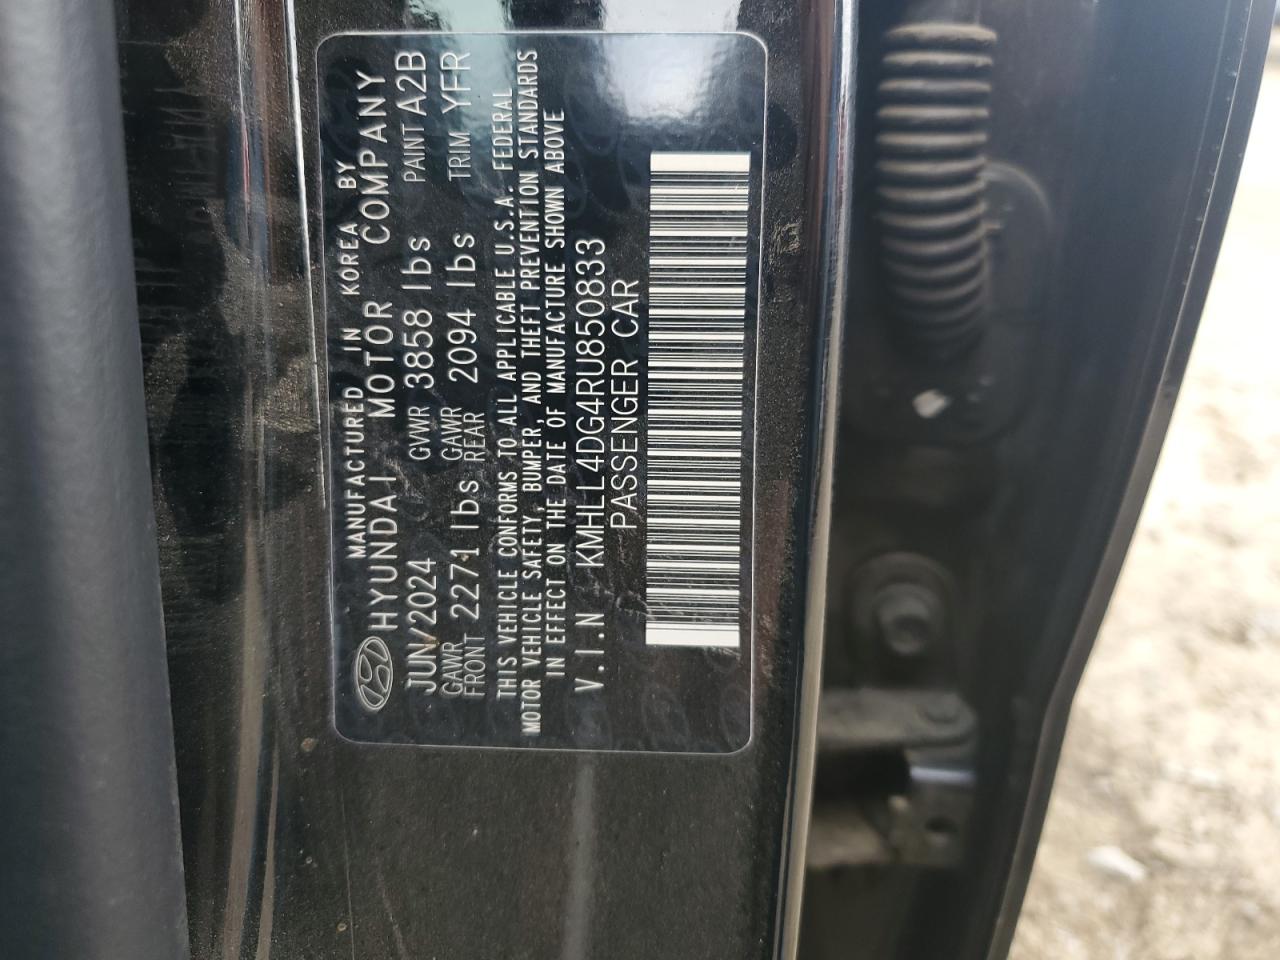 MANUFACTURED IN KOREA BY
HYUNDAI MOTOR COMPANY
JUN/2024 GVWR 3858 lbs PAINT A2B
GAWR FRONT 2271 lbs GAWR REAR 2094 lbs TRIM YFR
THIS VEHICLE CONFORMS TO ALL APPLICABLE U.S.A. FEDERAL
MOTOR VEHICLE SAFETY, BUMPER, AND THEFT PREVENTION STANDARDS
IN EFFECT ON THE DATE OF MANUFACTURE SHOWN ABOVE
V.I.N KMHLL4DG4RU850833
PASSENGER CAR